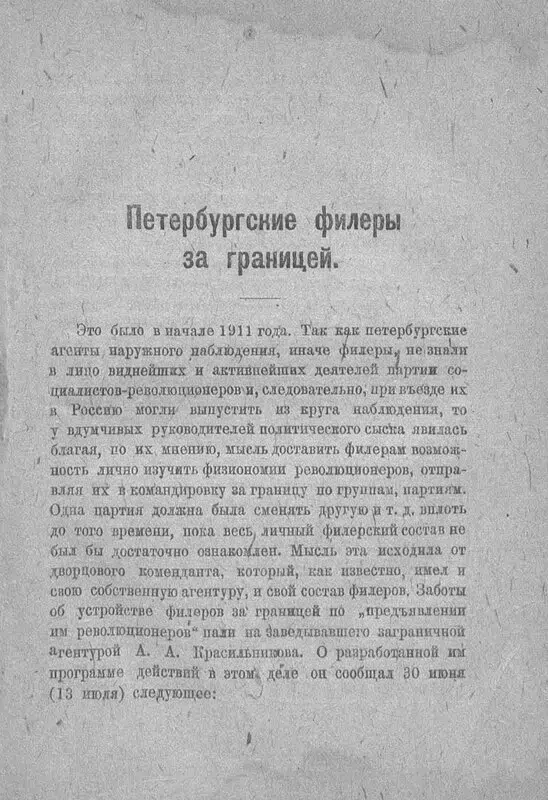 Петербургские филеры
за границей.
Это было в начале 1911 года. Так как петербургские
агенты наружного наблюдения, иначе филеры, не знали
в лицо виднейших и активнейших деятелей партии со-
циалистов-революционеров и, следовательно, при въезде их
в Россию могли выпустить из круга наблюдения, то
у вдумчивых руководителей политического сыска явилась
благая, по их мнению, мысль доставить филерам возмож-
ность лично изучить физиономии революционеров, отпра-
вляя их в командировку за границу по группам, партиям.
Одна партия должна была сменять другую и т. д. вплоть
до того времени, пока весь личный филерский состав не
был бы достаточно ознакомлен. Мысль эта исходила от
дворцового коменданта, который, как известно, имел и
свою собственную агентуру, и свой состав филеров. Заботы
об устройстве филеров за границей по „предъявлении
им революционеров“ пали на заведывавшего заграничной
агентурой А. А. Красильникова. О разработанной им
программе действий в этом деле он сообщал 30 июня
(13 июля) следующее: